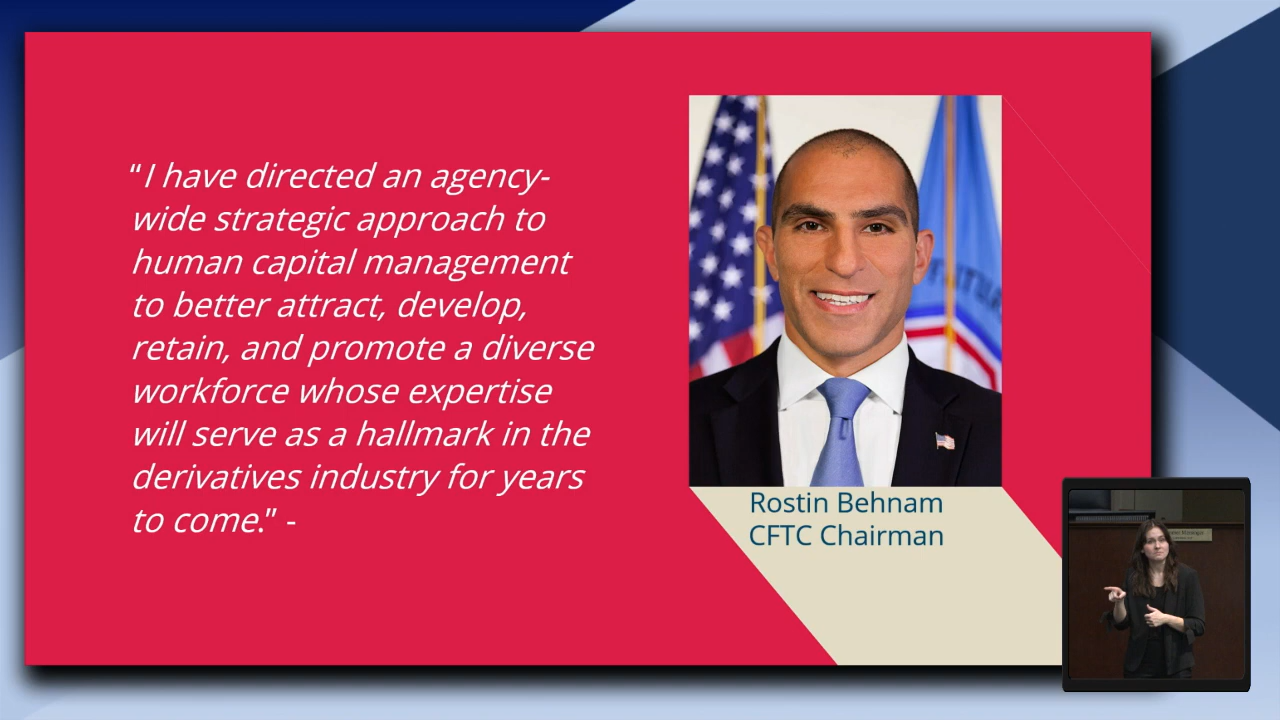 “I have directed an agency-
wide strategic approach to
human capital management
to better attract, develop,
retain, and promote a diverse
workforce whose expertise
will serve as a hallmark in the
derivatives industry for years
to come.” -
Rostin Behnam
CFTC Chairman